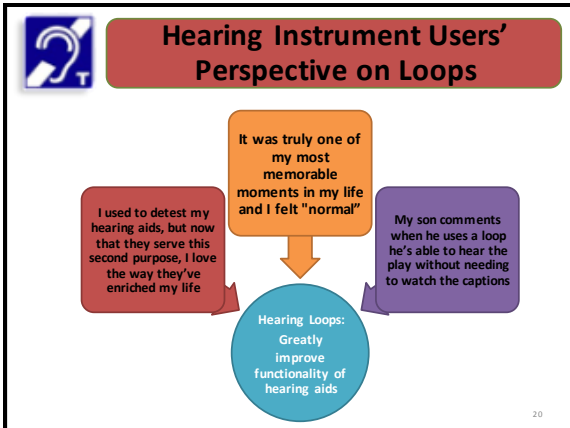 T
Hearing Instrument Users’
Perspective on Loops
It was truly one of
my most
memorable
moments in my life
and I felt "normal”
I used to detest my
hearing aids, but now
that they serve this
second purpose, I love
the way they’ve
enriched my life
My son comments
when he uses a loop
he’s able to hear the
play without needing
to watch the captions
Hearing Loops:
Greatly
improve
functionality of
hearing aids
20